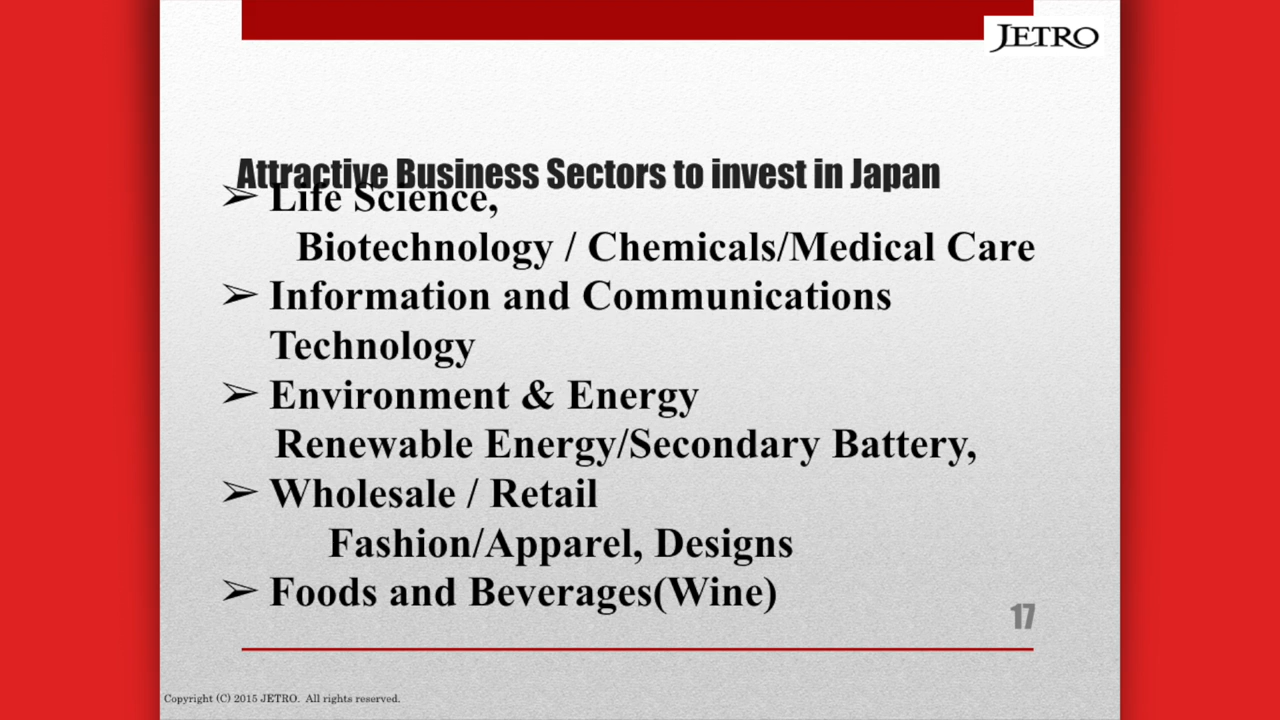 JETRO
Attractive Business Sectors to invest in Japan
➢ Life Science,
Biotechnology / Chemicals/Medical Care
➢ Information and Communications
Technology
➢ Environment & Energy
Renewable Energy/Secondary Battery,
➢ Wholesale / Retail
Fashion/Apparel, Designs
➢ Foods and Beverages(Wine)
17
Copyright (C) 2015 JETRO. All rights reserved.